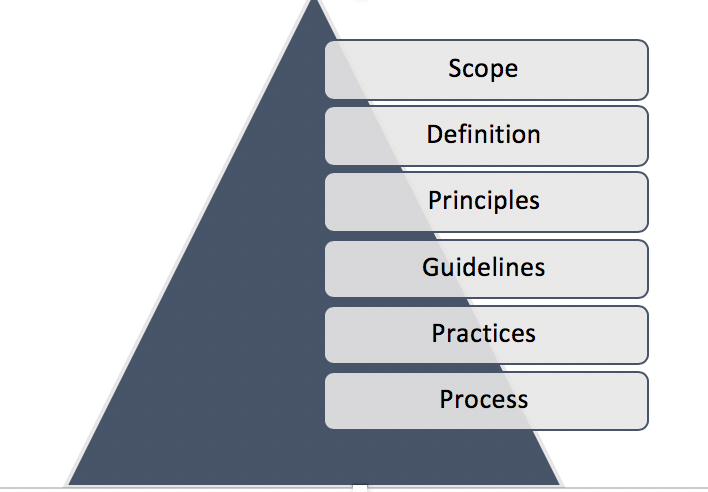 Scope
Definition
Principles
Guidelines
Practices
Process